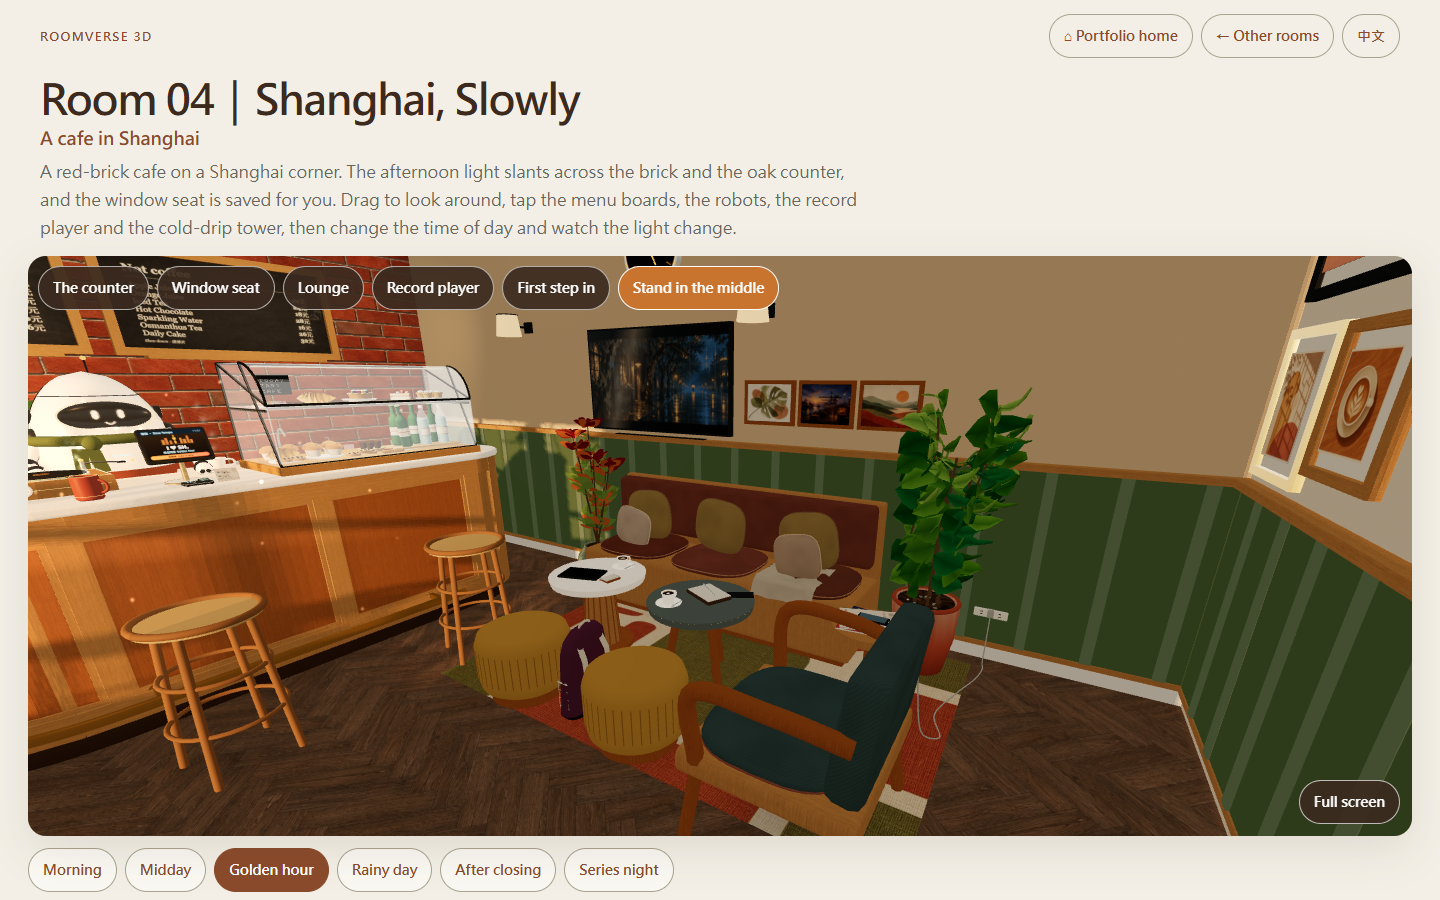 ROOMVERSE 3D
⌂ Portfolio home
← Other rooms
中文
Room 04 | Shanghai, Slowly
A cafe in Shanghai
A red-brick cafe on a Shanghai corner. The afternoon light slants across the brick and the oak counter,
and the window seat is saved for you. Drag to look around, tap the menu boards, the robots, the record
player and the cold-drip tower, then change the time of day and watch the light change.
The counter
Window seat
Lounge
Record player
First step in
Stand in the middle
Hot Chocolate
Sparkling Water
Osmanthus Tea
Daily Cake
Full screen
Morning
Midday
Golden hour
Rainy day
After closing
Series night